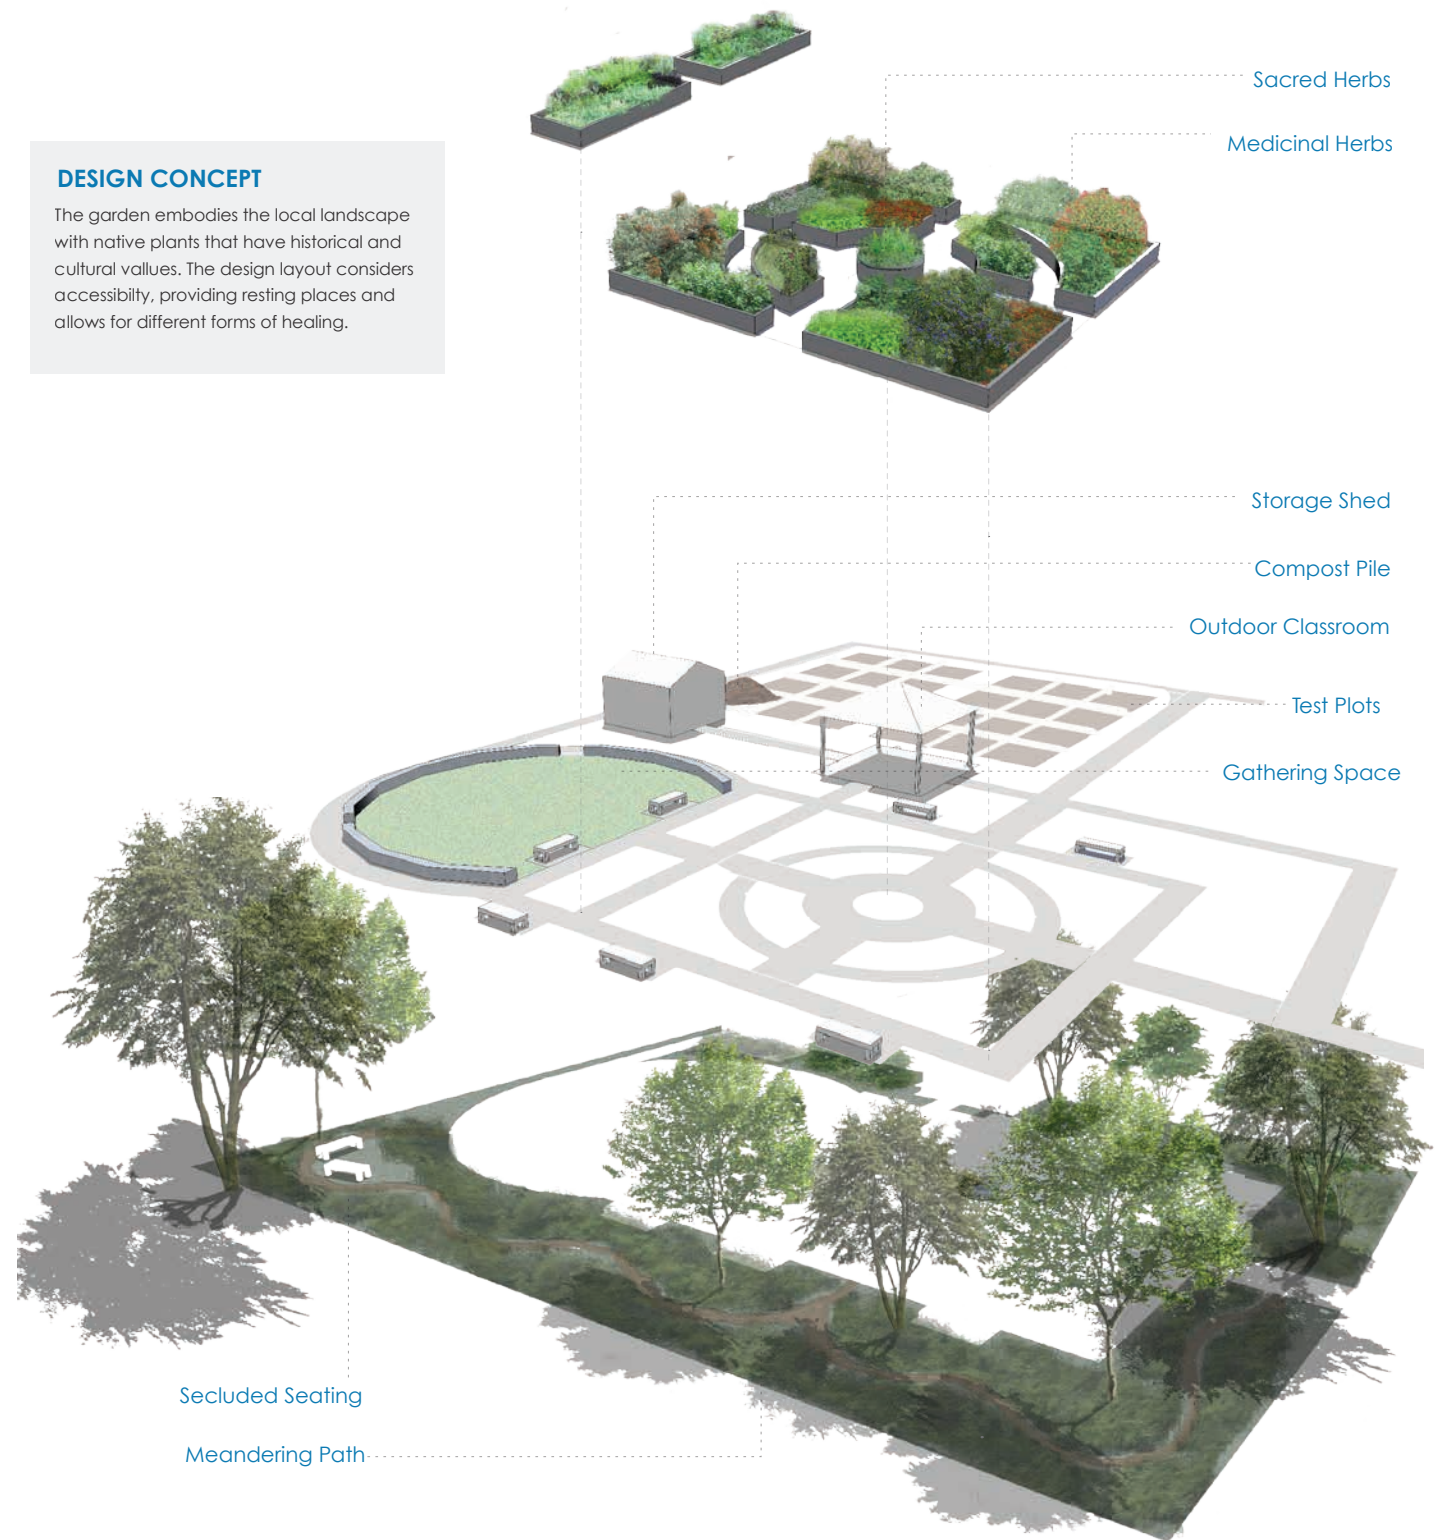 Sacred Herbs
Medicinal Herbs
DESIGN CONCEPT
The garden embodies the local landscape
with native plants that have historical and
cultural vallues. The design layout considers
accessibilty, providing resting places and
allows for different forms of healing.
Storage Shed
Compost Pile
Outdoor Classroom
Test Plots
Gathering Space
Secluded Seating
Meandering Path